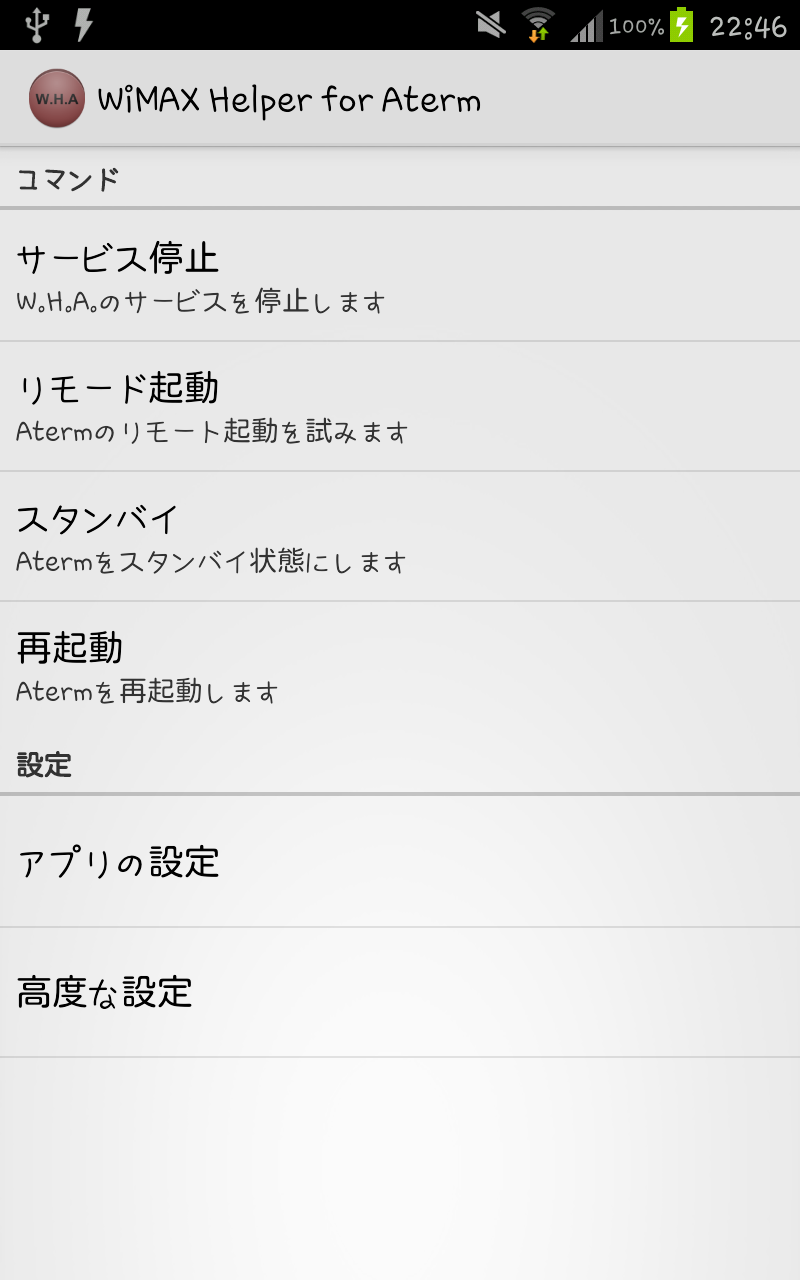 100% 22:46
W.H.A WiMAX Helper for Aterm
コマンド
サービス停止
W.H.A.のサービスを停止します
リモード起動
Atermのリモート起動を試みます
スタンバイ
Atermをスタンバイ状態にします
再起動
Atermを再起動します
設定
アプリの設定
高度な設定